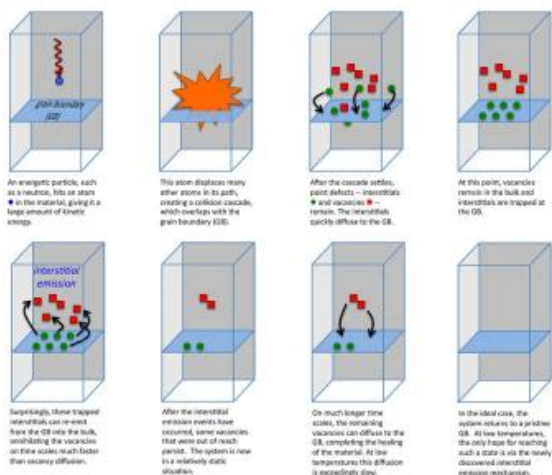 grain boundary
(GB)
An energetic particle, such
as a neutron, hits an atom
in the material, giving it a
large amount of kinetic
energy.
This atom displaces many
other atoms in its path,
creating a collision cascade,
which overlaps with the
grain boundary (GB).
After the cascade settles,
point defects -- interstitials
and vacancies --
remain. The interstitials
quickly diffuse to the GB.
At this point, vacancies
remain in the bulk and
interstitials are trapped at
the GB.
interstitial
emission
Surprisingly, these trapped
interstitials can re-emit
from the GB into the bulk,
annihilating the vacancies
on time scales much faster
than vacancy diffusion.
After the interstitial
emission events have
occurred, some vacancies
that were out of reach
persist. The system is now
in a relatively static
situation.
On much longer time
scales, the remaining
vacancies can diffuse to the
GB, completing the healing
of the material. At low
temperatures this diffusion
is exceedingly slow.
In the ideal case, the
system returns to a pristine
GB. At low temperatures,
the only hope for reaching
such a state is via the newly
discovered interstitial
emission mechanism.